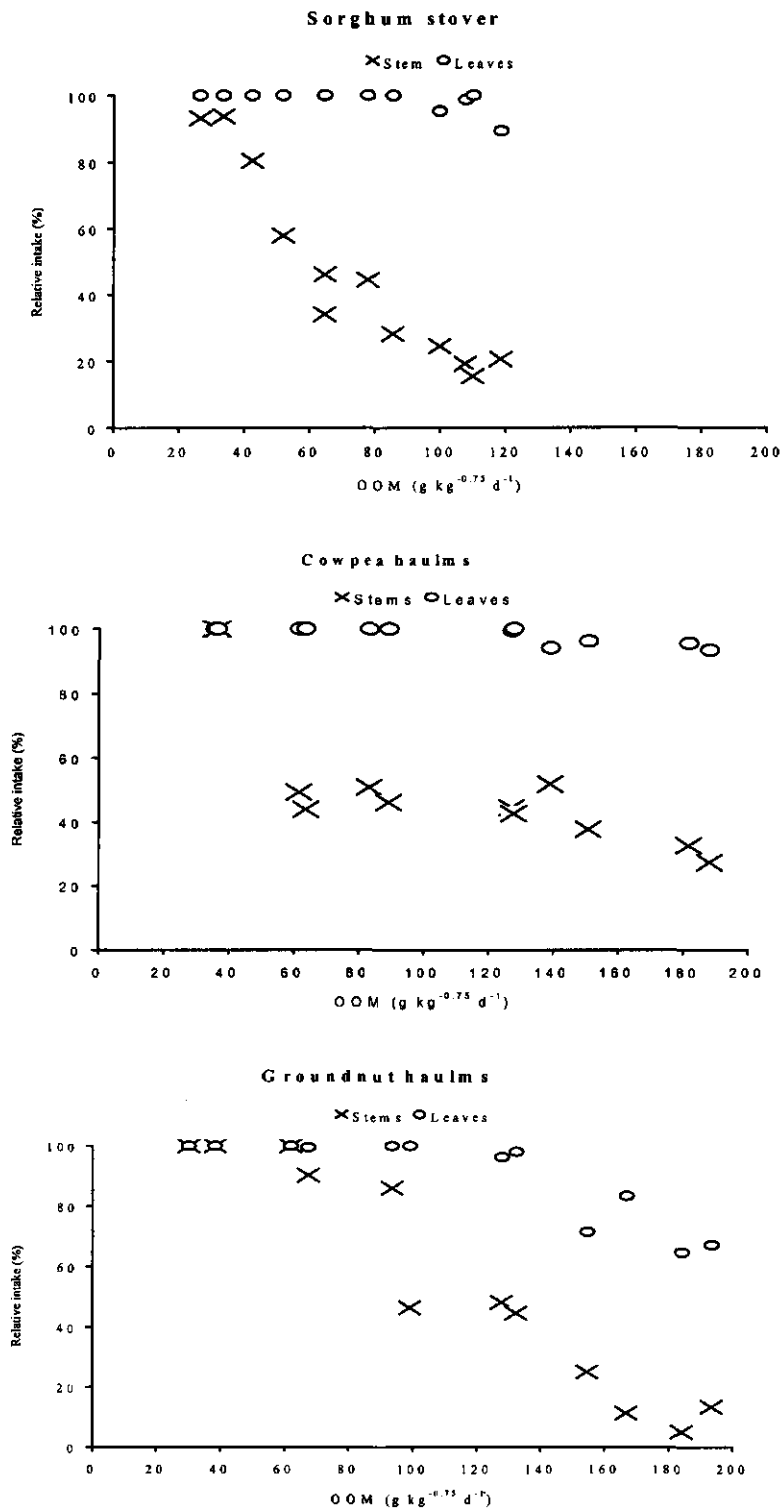 Sorghum stover
Stem Leaves
100
80
60
40
20
0
Relative intake (%)
0 20 40 60 80 100 120 140 160 180 200
OOM (g kg⁻⁰·⁷⁵ d⁻¹)
Cowpea haulms
Stems Leaves
100
80
60
40
20
0
Relative intake (%)
0 20 40 60 80 100 120 140 160 180 200
OOM (g kg⁻⁰·⁷⁵ d⁻¹)
Groundnut haulms
Stems Leaves
100
80
60
40
20
0
Relative intake (%)
0 20 40 60 80 100 120 140 160 180 200
OOM (g kg⁻⁰·⁷⁵ d⁻¹)